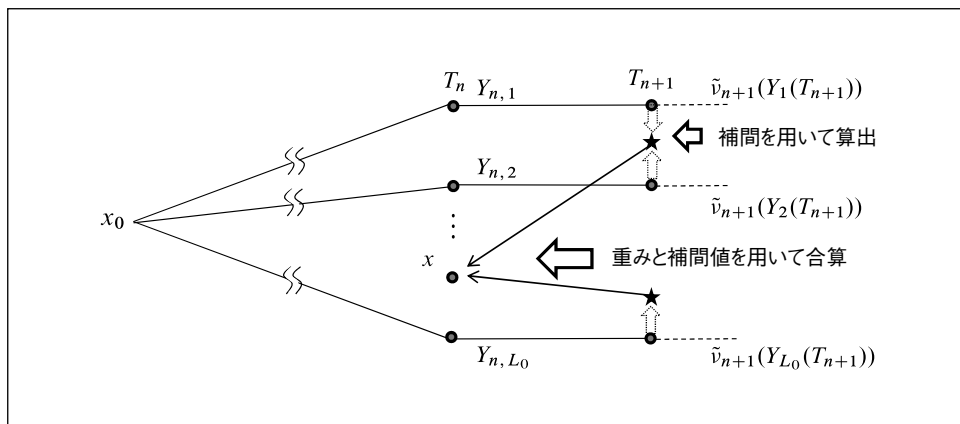 T_n
T_{n+1}
Y_{n,1}
ṽ_{n+1}(Y_1(T_{n+1}))
補間を用いて算出
Y_{n,2}
ṽ_{n+1}(Y_2(T_{n+1}))
x_0
⋮
x
重みと補間値を用いて合算
Y_{n,L_0}
ṽ_{n+1}(Y_{L_0}(T_{n+1}))